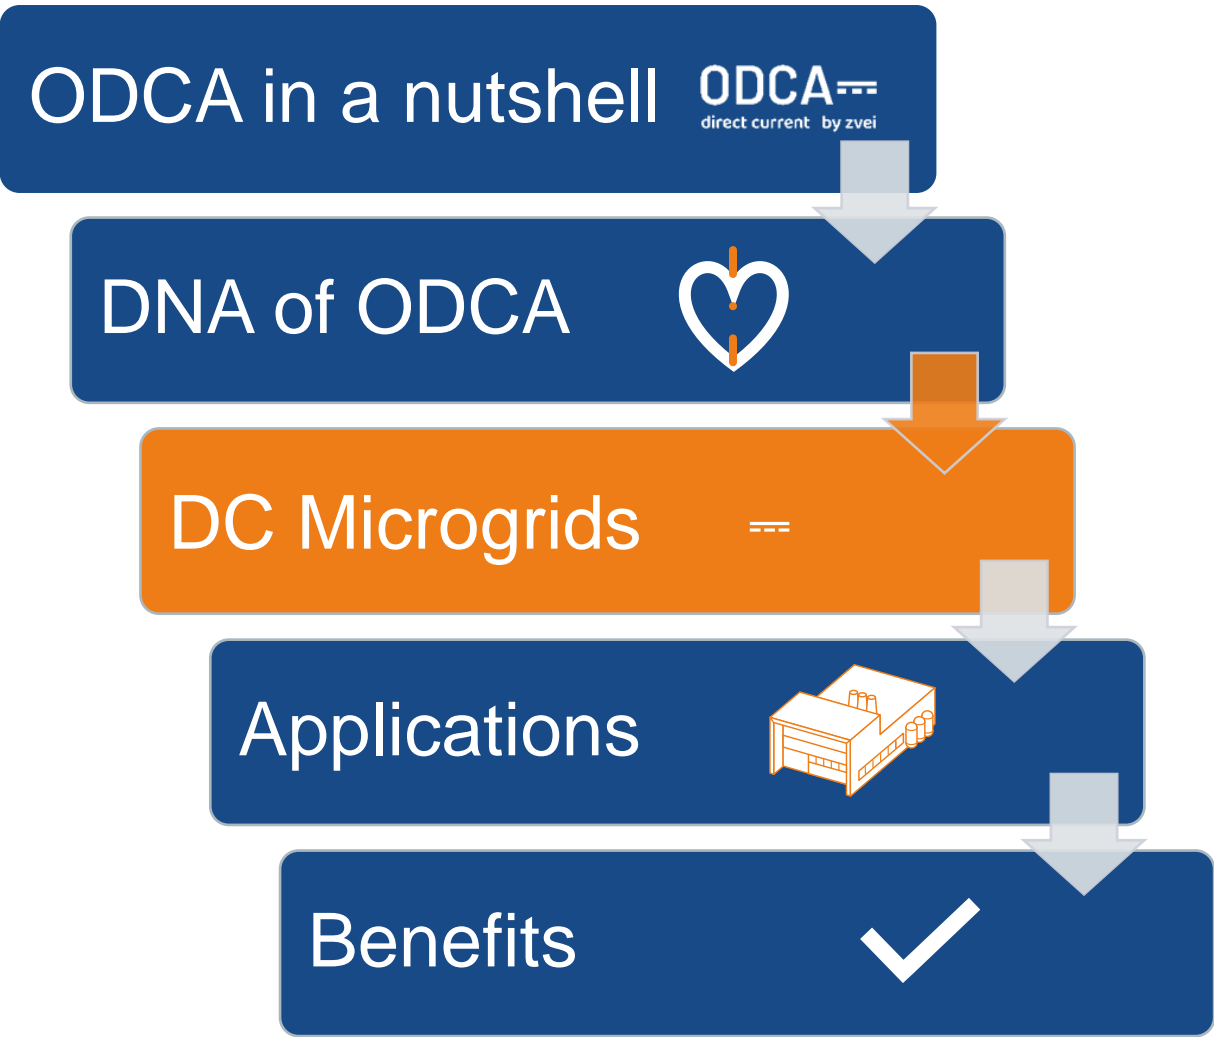 ODCA in a nutshell
ODCA
direct current by zvei
DNA of ODCA
DC Microgrids
Applications
Benefits